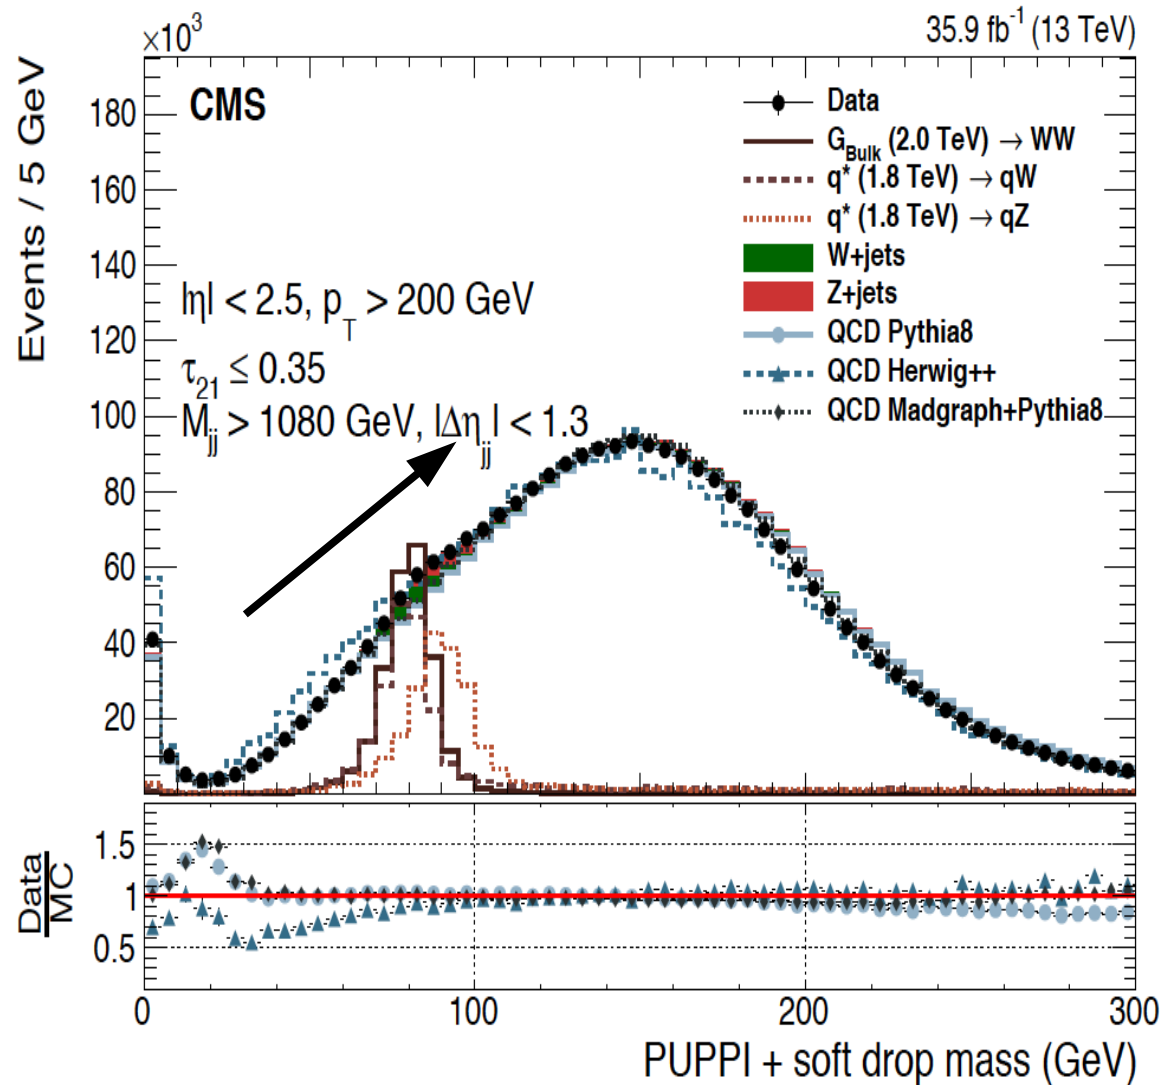 ×10³
35.9 fb⁻¹ (13 TeV)
Events / 5 GeV
CMS
180
160
140
120
100
80
60
40
20
Data
G_Bulk (2.0 TeV) → WW
q* (1.8 TeV) → qW
q* (1.8 TeV) → qZ
W+jets
Z+jets
QCD Pythia8
QCD Herwig++
QCD Madgraph+Pythia8
|η| < 2.5, p_T > 200 GeV
τ₂₁ ≤ 0.35
M_jj > 1080 GeV, |Δη_jj| < 1.3
Data
MC
1.5
1
0.5
0 100 200 300
PUPPI + soft drop mass (GeV)